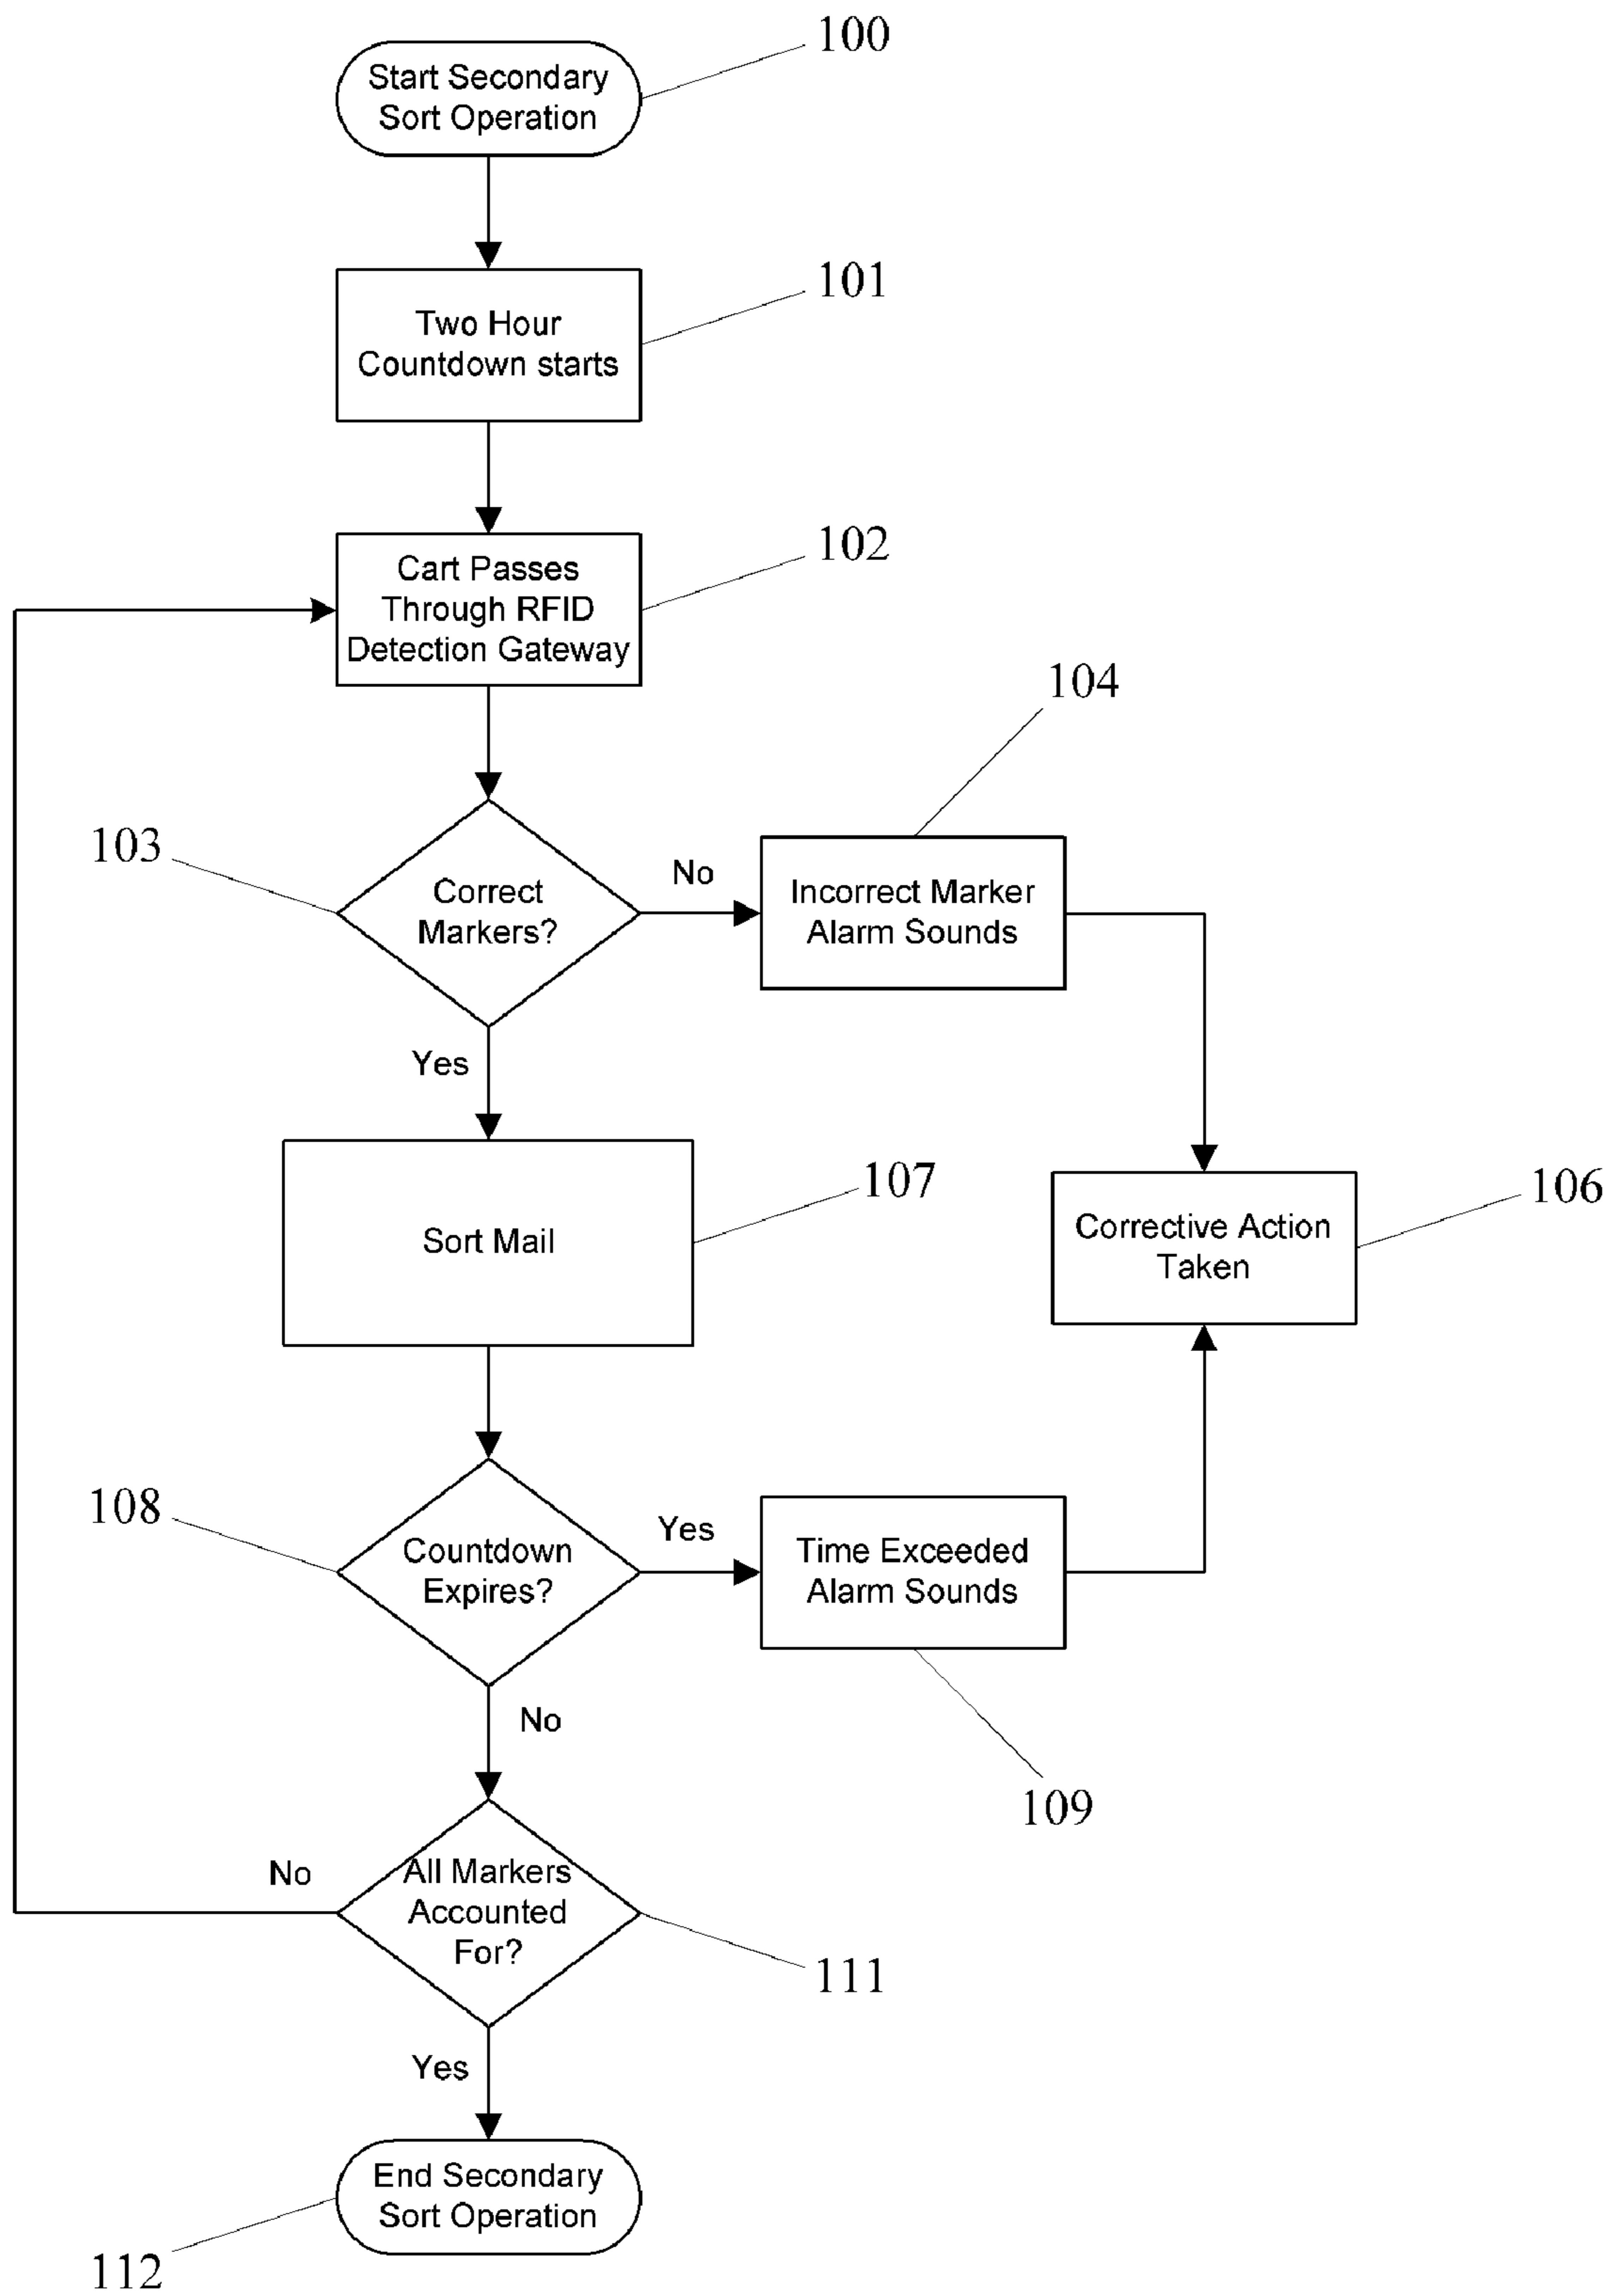 100
Start Secondary
Sort Operation
101
Two Hour
Countdown starts
102
Cart Passes
Through RFID
Detection Gateway
104
103
Correct
Markers?
No
Incorrect Marker
Alarm Sounds
Yes
107
Sort Mail
106
Corrective Action
Taken
108
Countdown
Expires?
Yes
Time Exceeded
Alarm Sounds
No
109
No
All Markers
Accounted
For?
111
Yes
End Secondary
Sort Operation
112